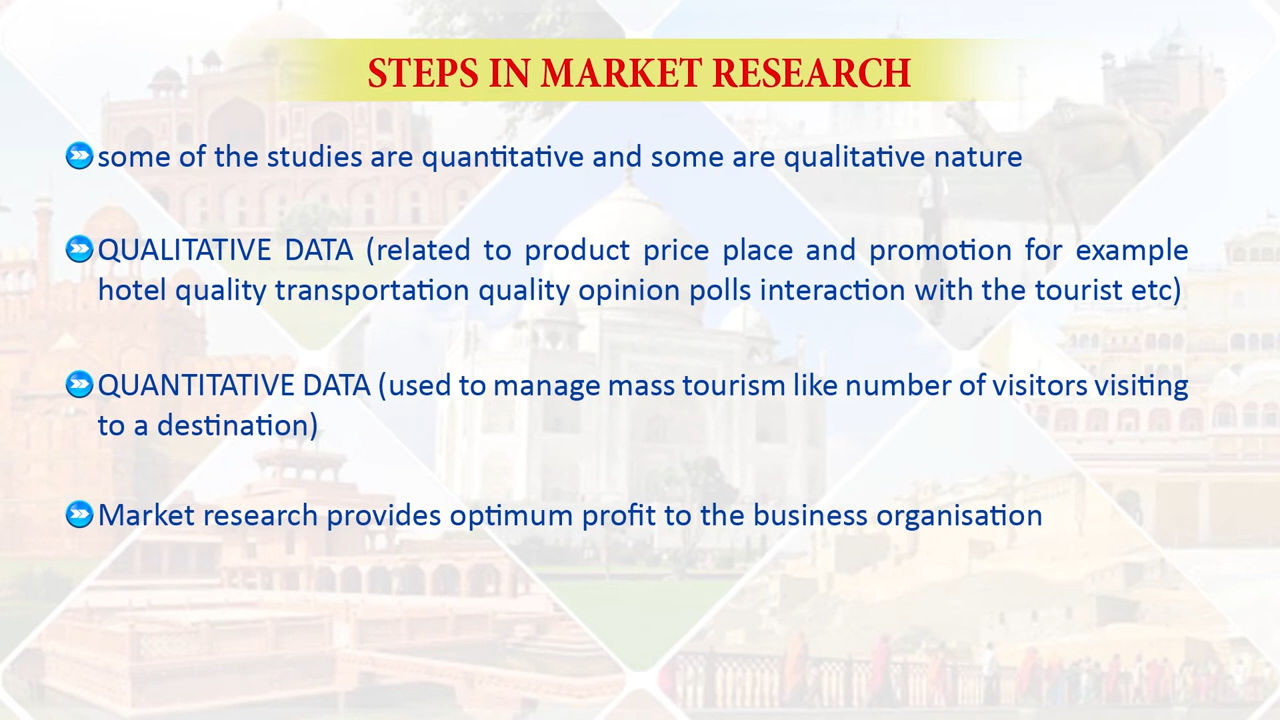 STEPS IN MARKET RESEARCH
some of the studies are quantitative and some are qualitative nature
QUALITATIVE DATA (related to product price place and promotion for example
hotel quality transportation quality opinion polls interaction with the tourist etc)
QUANTITATIVE DATA (used to manage mass tourism like number of visitors visiting
to a destination)
Market research provides optimum profit to the business organisation